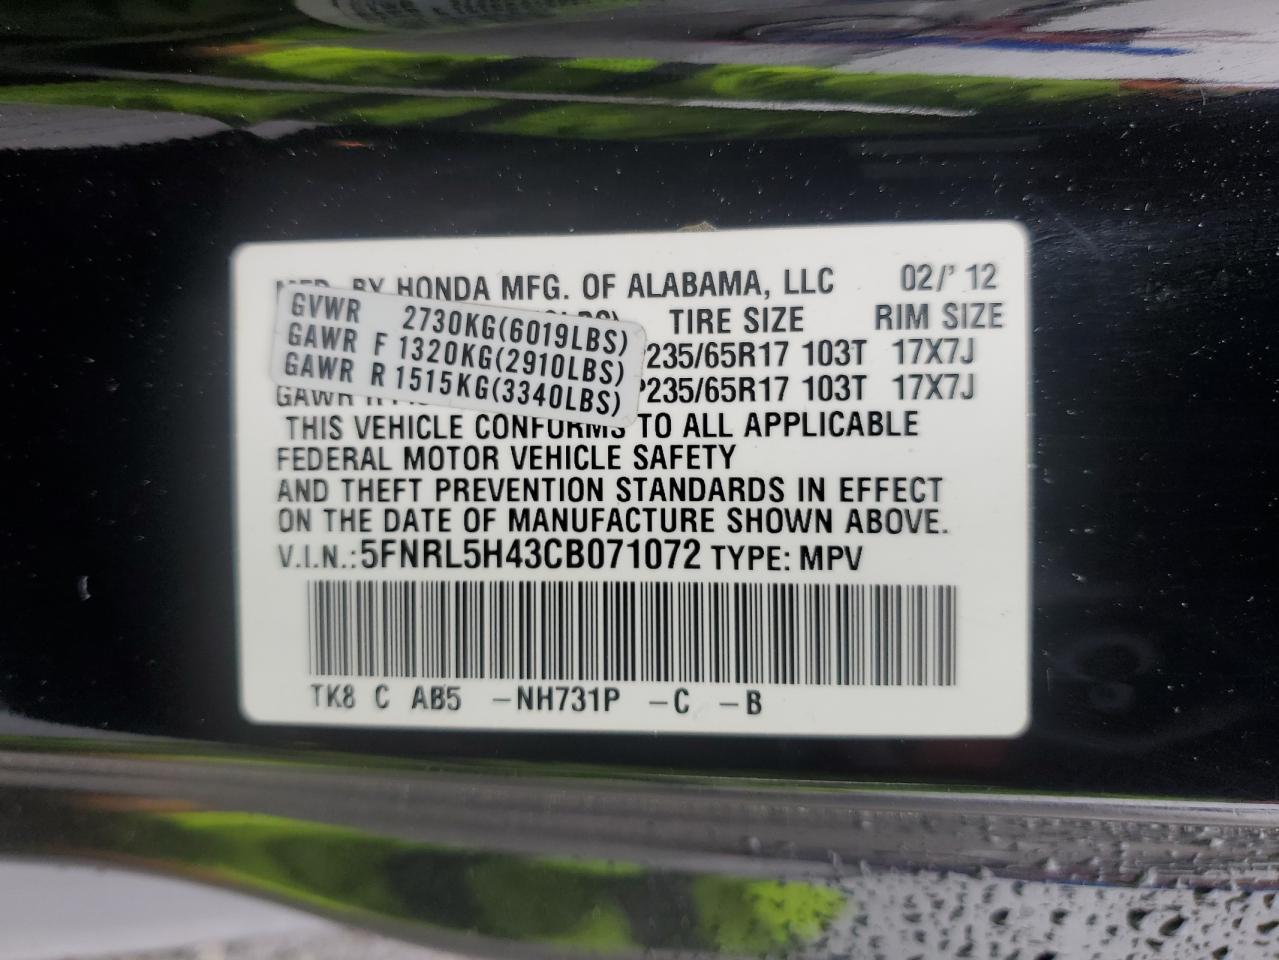 BY HONDA MFG. OF ALABAMA, LLC 02/' 12
GVWR 2730KG(6019LBS) TIRE SIZE RIM SIZE
GAWR F 1320KG(2910LBS) P235/65R17 103T 17X7J
GAWR R 1515KG(3340LBS) P235/65R17 103T 17X7J
GAWR
THIS VEHICLE CONFORMS TO ALL APPLICABLE
FEDERAL MOTOR VEHICLE SAFETY
AND THEFT PREVENTION STANDARDS IN EFFECT
ON THE DATE OF MANUFACTURE SHOWN ABOVE.
V.I.N.:5FNRL5H43CB071072 TYPE: MPV
TK8 C AB5 -NH731P -C -B